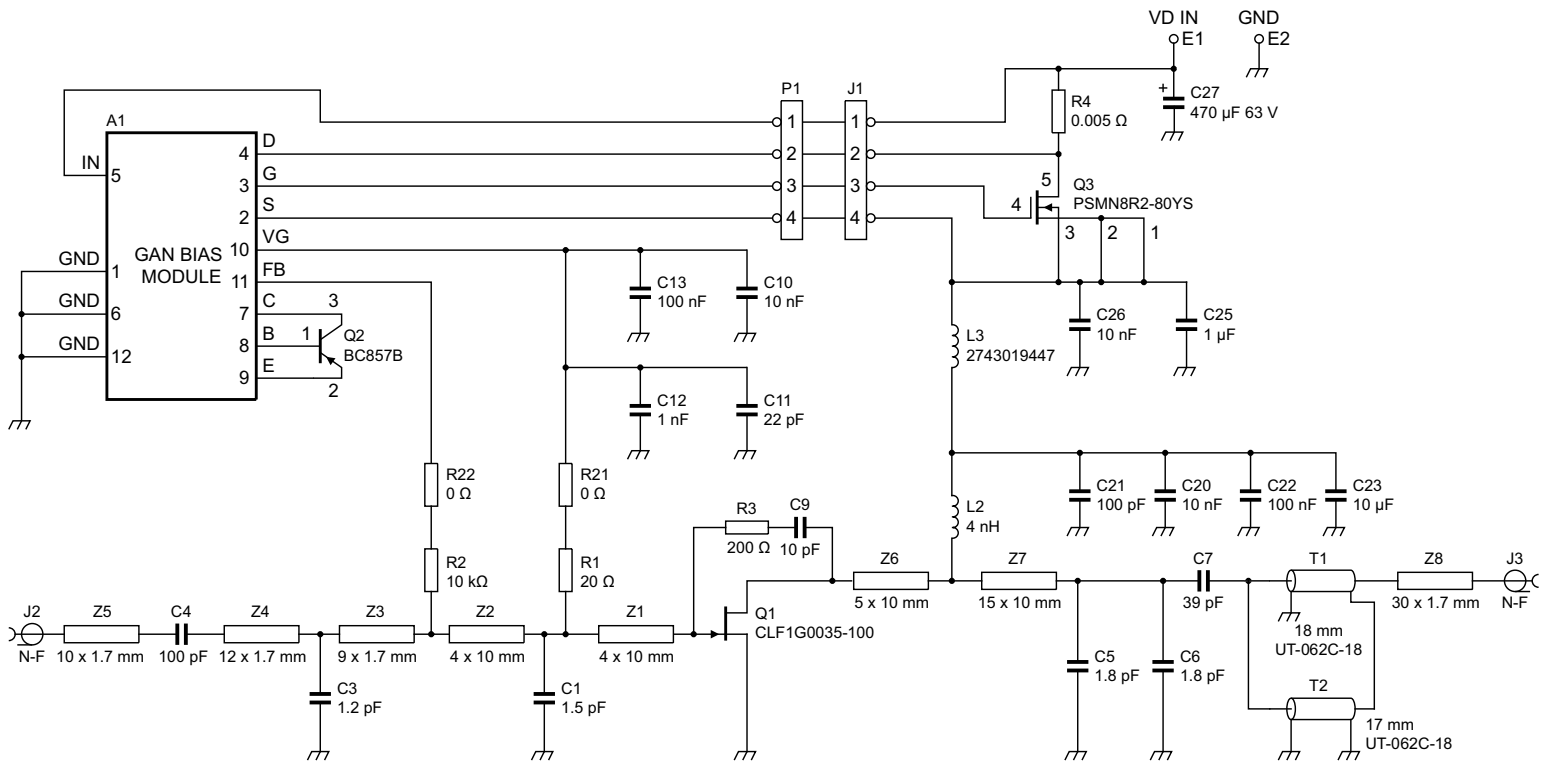 VD IN
GND
E1
E2
P1
J1
C27
470 µF 63 V
+
R4
0.005 Ω
A1
1
1
D
4
2
2
IN
5
G
3
3
3
5
Q3
PSMN8R2-80YS
4
S
2
4
4
3
2
1
GAN BIAS
MODULE
VG
10
FB
11
GND
1
C13
100 nF
C10
10 nF
C
7
3
GND
6
B
8
1
Q2
BC857B
C26
10 nF
C25
1 µF
GND
12
E
9
2
L3
2743019447
C12
1 nF
C11
22 pF
R22
0 Ω
R21
0 Ω
C21
100 pF
C20
10 nF
C22
100 nF
C23
10 µF
L2
4 nH
R3
200 Ω
C9
10 pF
R2
10 kΩ
R1
20 Ω
Z6
5 x 10 mm
Z7
15 x 10 mm
C7
39 pF
T1
18 mm
UT-062C-18
Z8
30 x 1.7 mm
J3
N-F
J2
N-F
Z5
10 x 1.7 mm
C4
100 pF
Z4
12 x 1.7 mm
Z3
9 x 1.7 mm
Z2
4 x 10 mm
Z1
4 x 10 mm
Q1
CLF1G0035-100
C3
1.2 pF
C1
1.5 pF
C5
1.8 pF
C6
1.8 pF
T2
17 mm
UT-062C-18